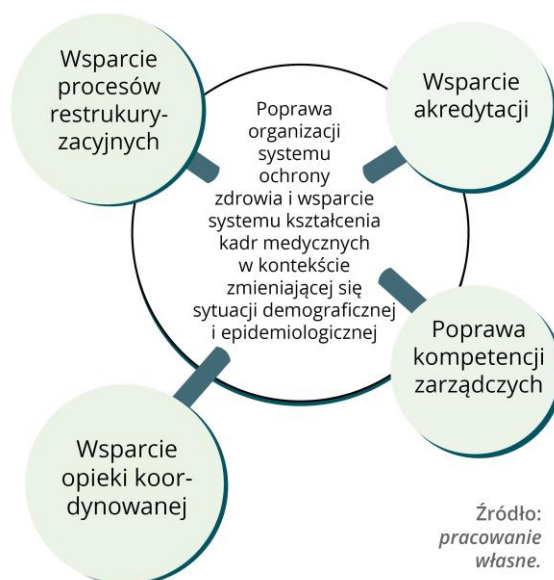 Wsparcie
procesów
restrukury-
zacyjnych
Wsparcie
akredytacji
Poprawa
organizacji
systemu
ochrony
zdrowia i wsparcie
systemu kształcenia
kadr medycznych
w kontekście
zmieniającej się
sytuacji demograficznej
i epidemiologicznej
Poprawa
kompetencji
zarządczych
Wsparcie
opieki koor-
dynowanej
Źródło:
pracowanie
własne.